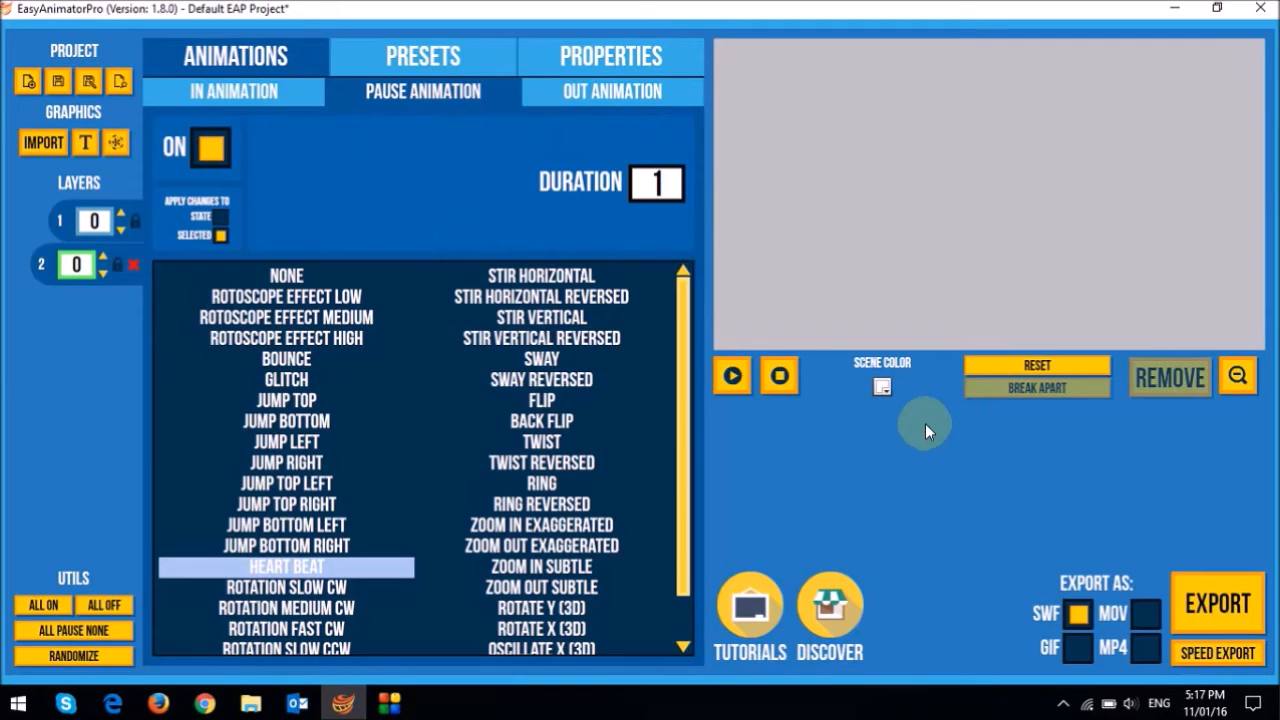 EasyAnimatorPro (Version: 1.8.0) - Default EAP Project*
PROJECT
GRAPHICS
IMPORT
T
LAYERS
1 0
2 0
UTILS
ALL ON ALL OFF
ALL PAUSE NONE
RANDOMIZE
ANIMATIONS PRESETS PROPERTIES
IN ANIMATION PAUSE ANIMATION OUT ANIMATION
ON
DURATION 1
APPLY CHANGES TO
STATE
SELECTED
NONE STIR HORIZONTAL
ROTOSCOPE EFFECT LOW STIR HORIZONTAL REVERSED
ROTOSCOPE EFFECT MEDIUM STIR VERTICAL
ROTOSCOPE EFFECT HIGH STIR VERTICAL REVERSED
BOUNCE SWAY
GLITCH SWAY REVERSED
JUMP TOP FLIP
JUMP BOTTOM BACK FLIP
JUMP LEFT TWIST
JUMP RIGHT TWIST REVERSED
JUMP TOP LEFT RING
JUMP TOP RIGHT RING REVERSED
JUMP BOTTOM LEFT ZOOM IN EXAGGERATED
JUMP BOTTOM RIGHT ZOOM OUT EXAGGERATED
HEART BEAT ZOOM IN SUBTLE
ROTATION SLOW CW ZOOM OUT SUBTLE
ROTATION MEDIUM CW ROTATE Y (3D)
ROTATION FAST CW ROTATE X (3D)
ROTATION SLOW CCW OSCILLATE X (3D)
SCENE COLOR
RESET
BREAK APART
REMOVE
TUTORIALS DISCOVER
EXPORT AS:
SWF MOV
GIF MP4
EXPORT
SPEED EXPORT
ENG
5:17 PM
11/01/16